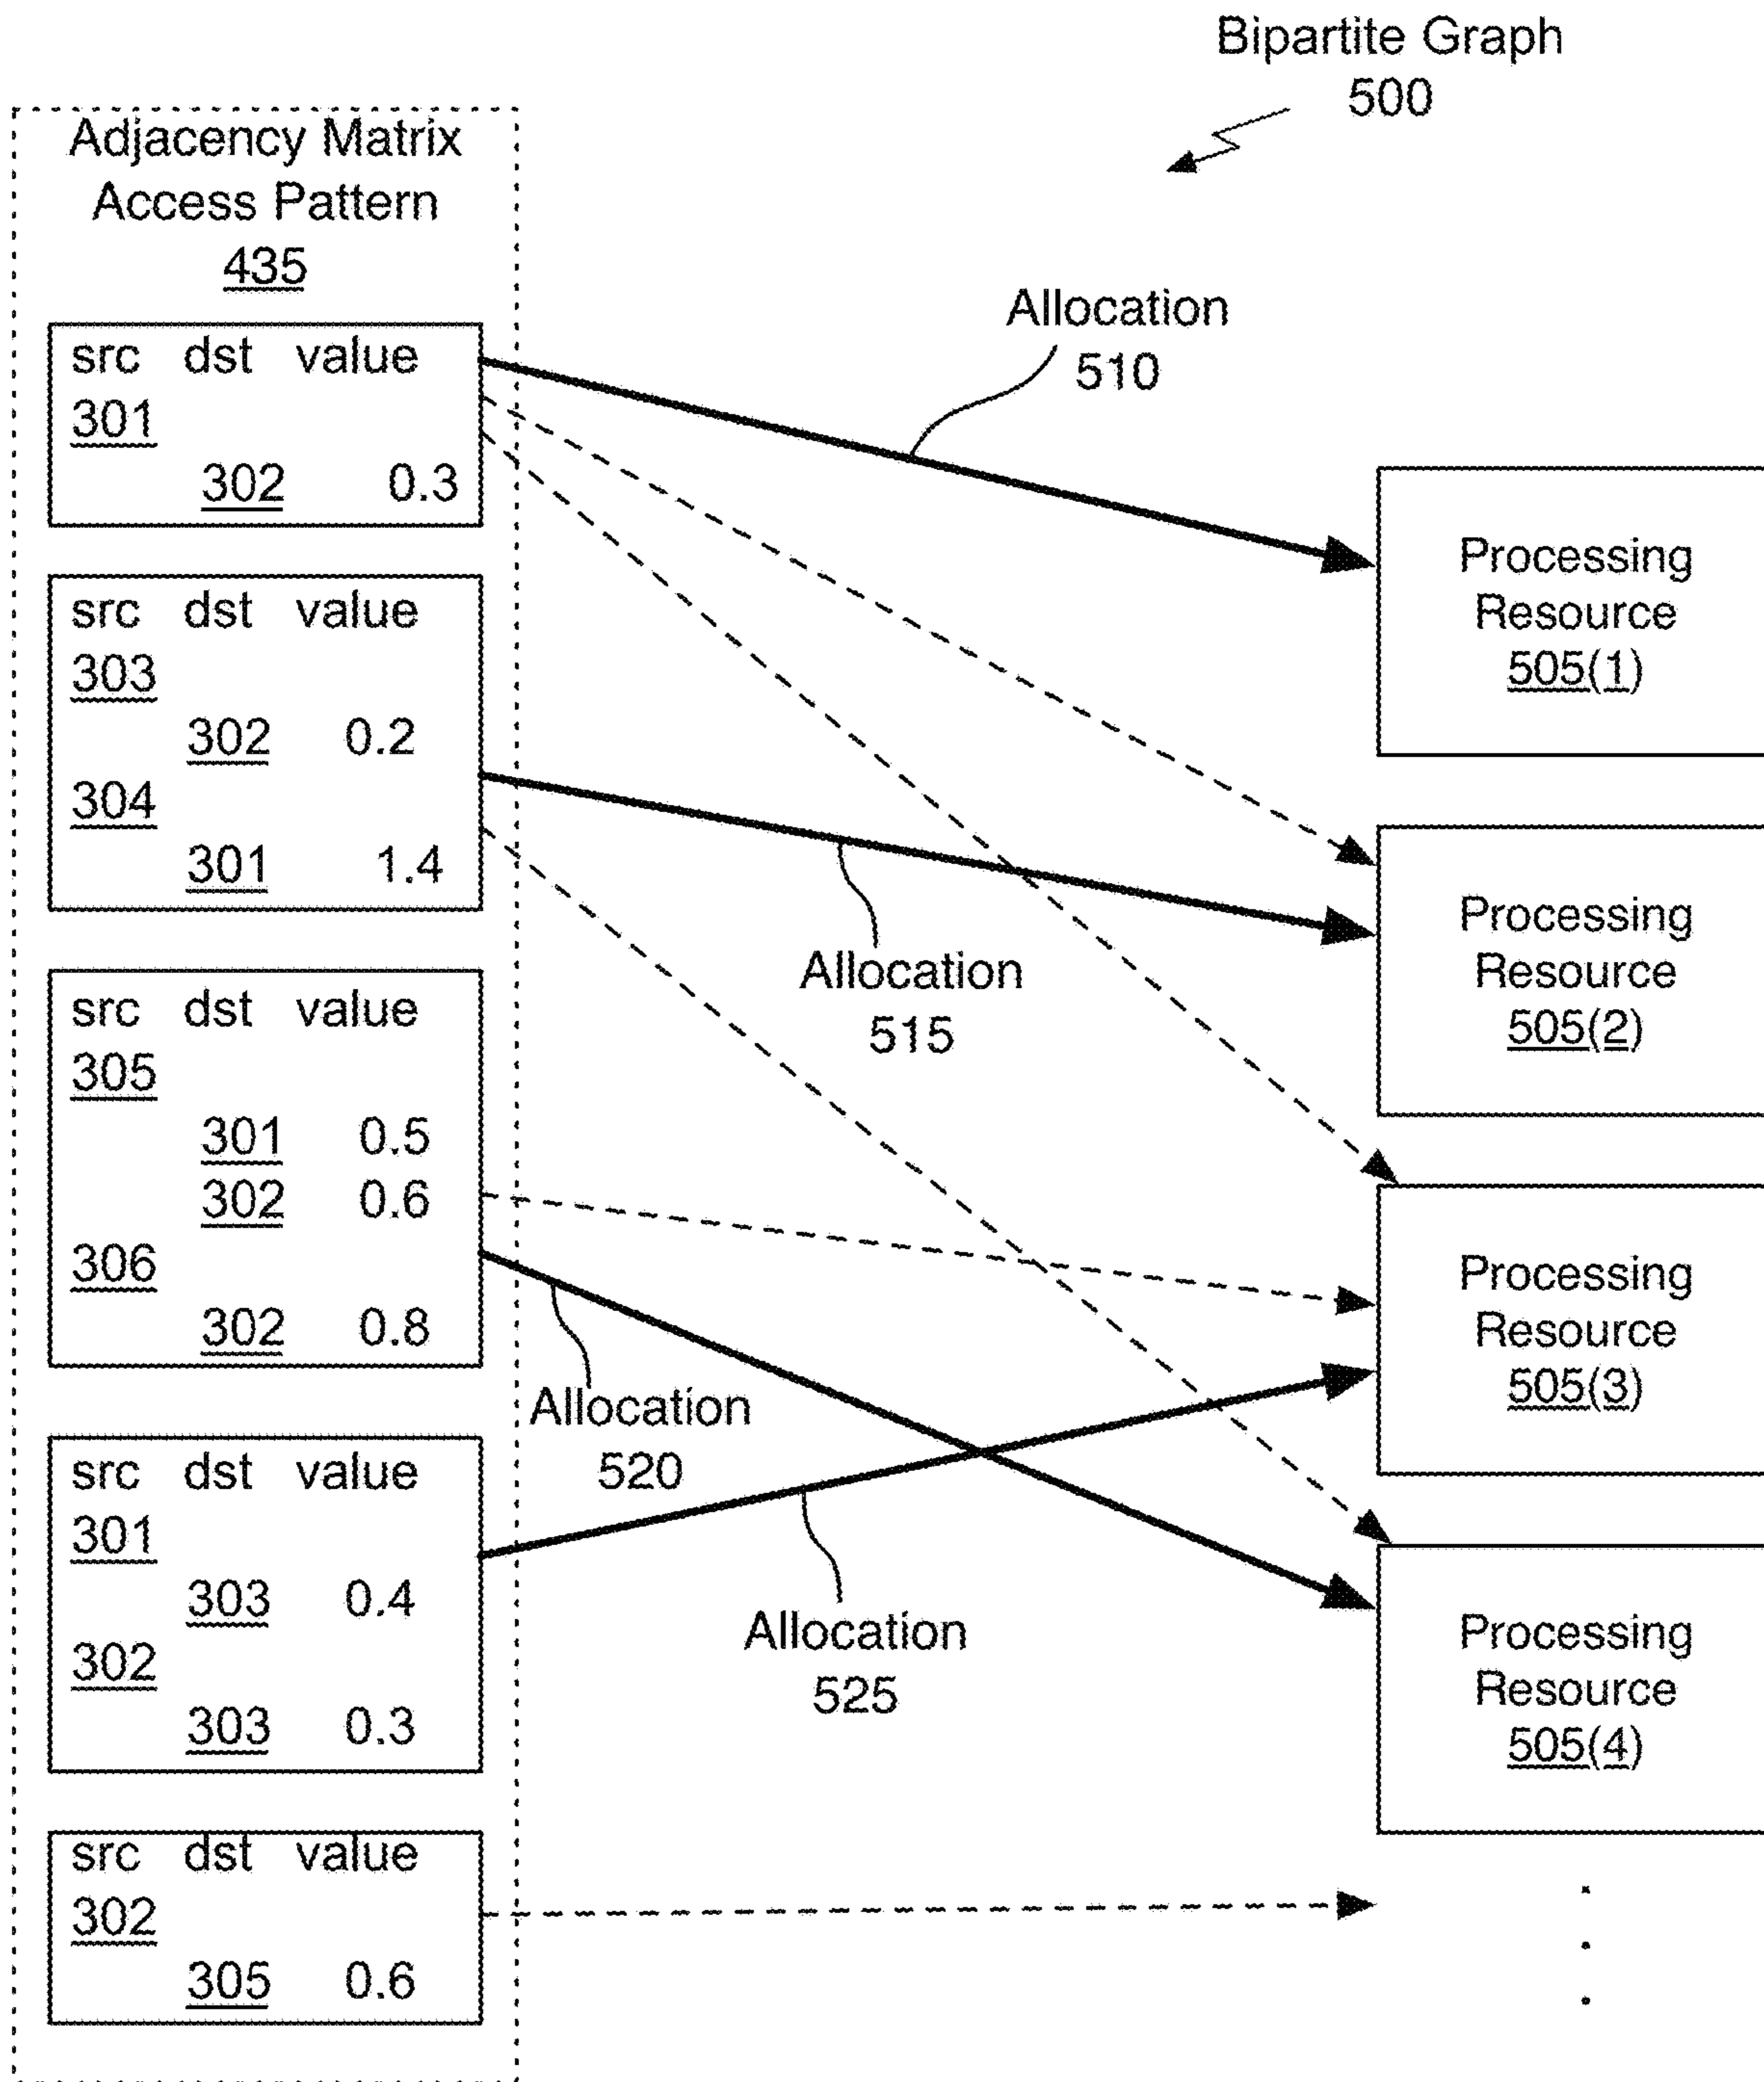 Bipartite Graph
500
Adjacency Matrix
Access Pattern
435
src dst value
301
302 0.3
src dst value
303
302 0.2
304
301 1.4
src dst value
305
301 0.5
302 0.6
306
302 0.8
src dst value
301
303 0.4
302
303 0.3
src dst value
302
305 0.6
Allocation
510
Allocation
515
Allocation
520
Allocation
525
Processing
Resource
505(1)
Processing
Resource
505(2)
Processing
Resource
505(3)
Processing
Resource
505(4)